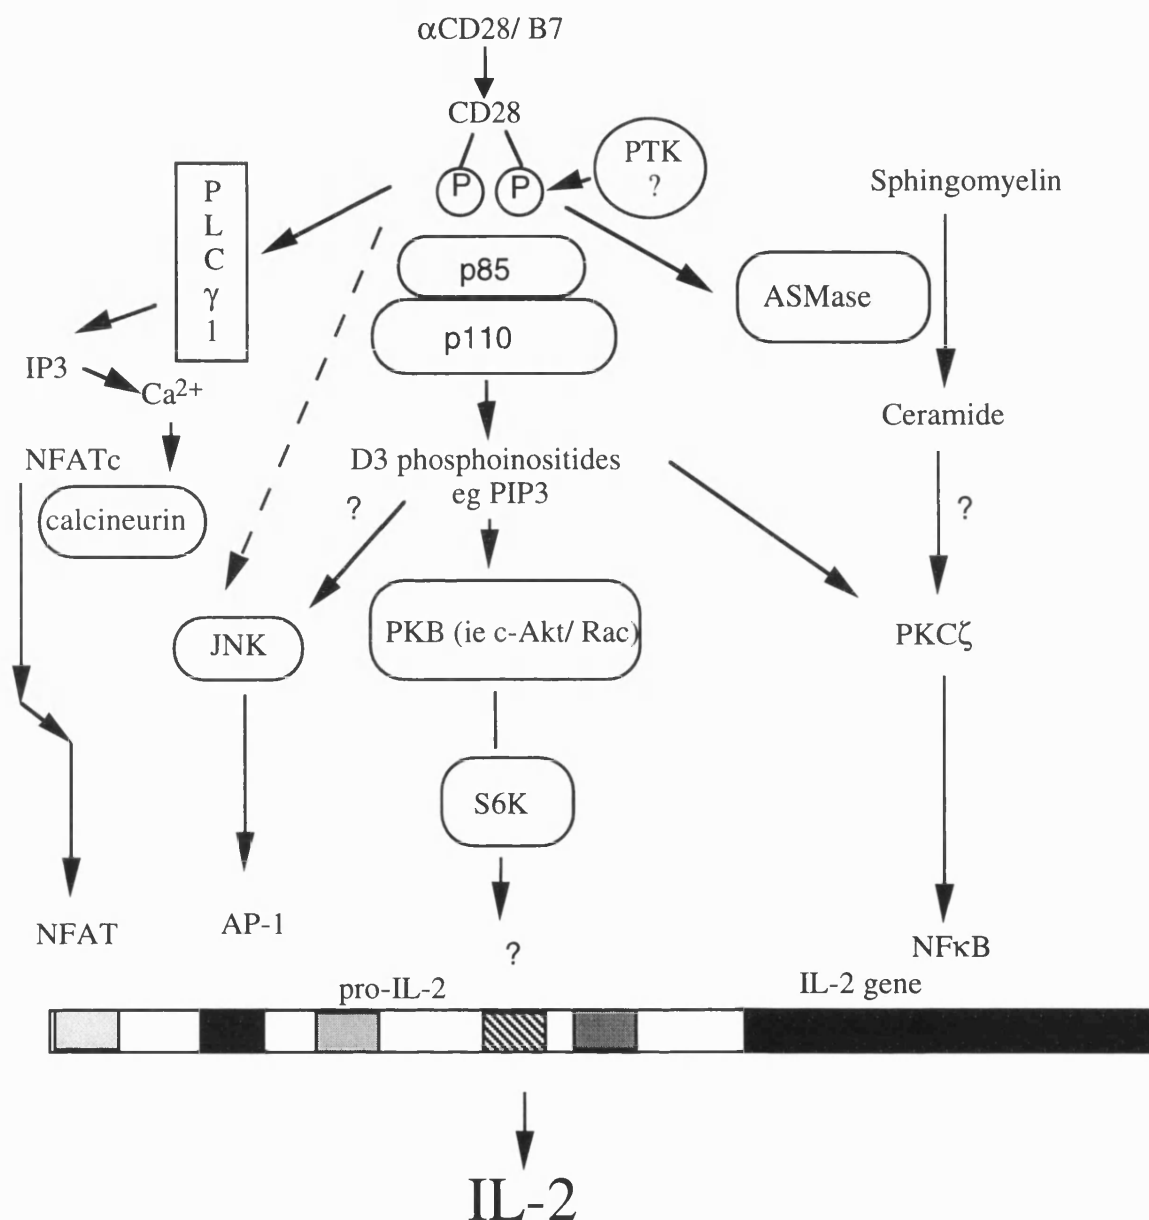 αCD28/ B7
CD28
P
P
PTK
?
Sphingomyelin
P
L
C
γ
1
p85
p110
ASMase
IP3
Ca2+
Ceramide
NFATc
calcineurin
D3 phosphoinositides
eg PIP3
?
?
JNK
PKB (ie c-Akt/ Rac)
PKCζ
S6K
NFAT
AP-1
?
NFκB
pro-IL-2
IL-2 gene
IL-2